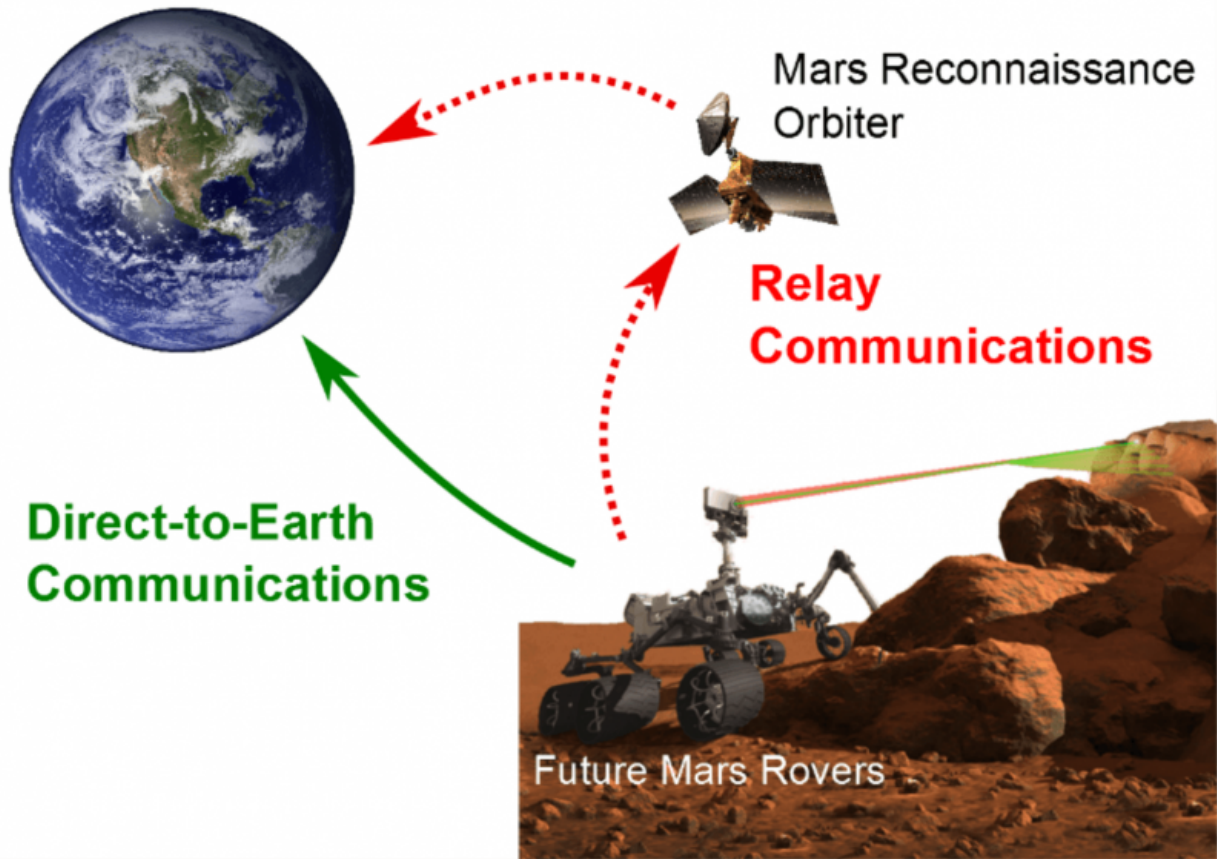 Mars Reconnaissance
Orbiter
Relay
Communications
Direct-to-Earth
Communications
Future Mars Rovers